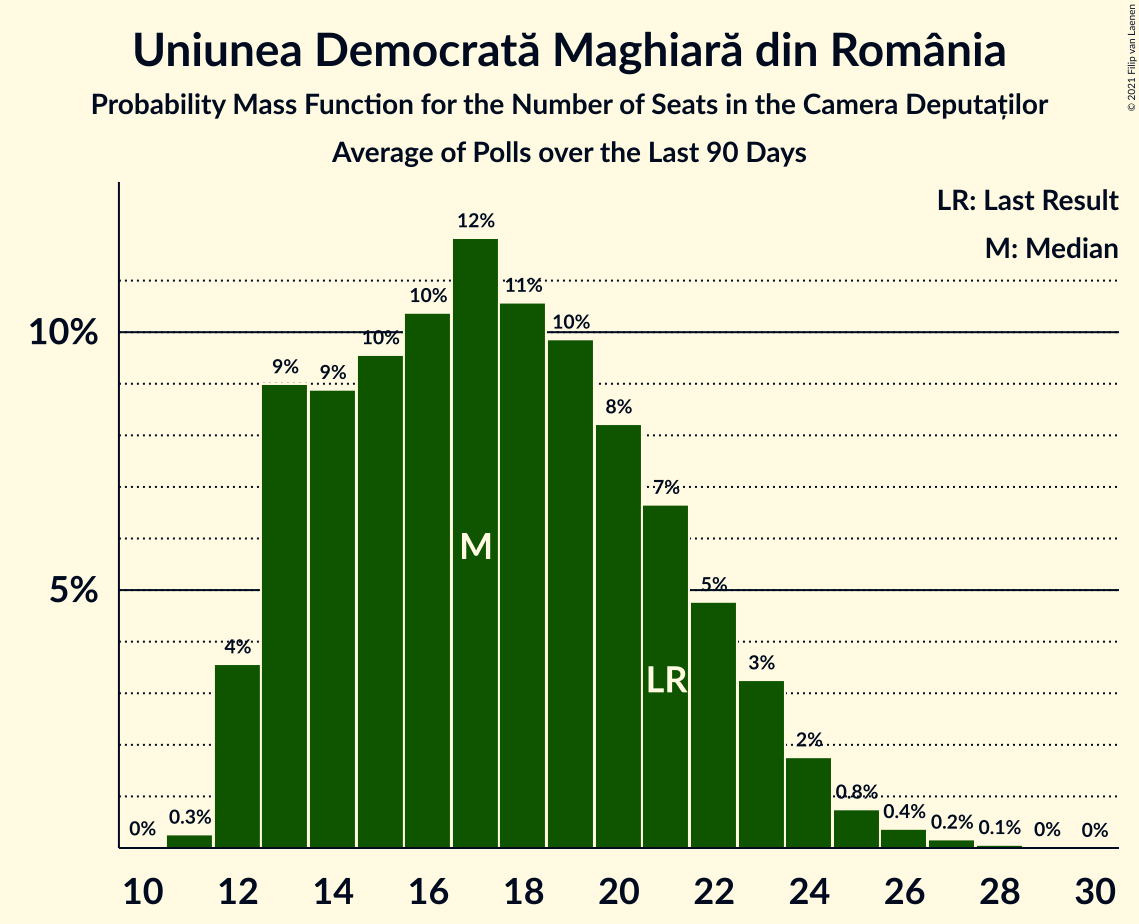 Uniunea Democrată Maghiară din România
Probability Mass Function for the Number of Seats in the Camera Deputaților
Average of Polls over the Last 90 Days
© 2021 Filip van Laenen
LR: Last Result
M: Median
10%
5%
0%
0.3%
4%
9%
9%
10%
10%
12%
11%
10%
8%
7%
5%
3%
2%
0.8%
0.4%
0.2%
0.1%
0%
0%
M
LR
10 12 14 16 18 20 22 24 26 28 30